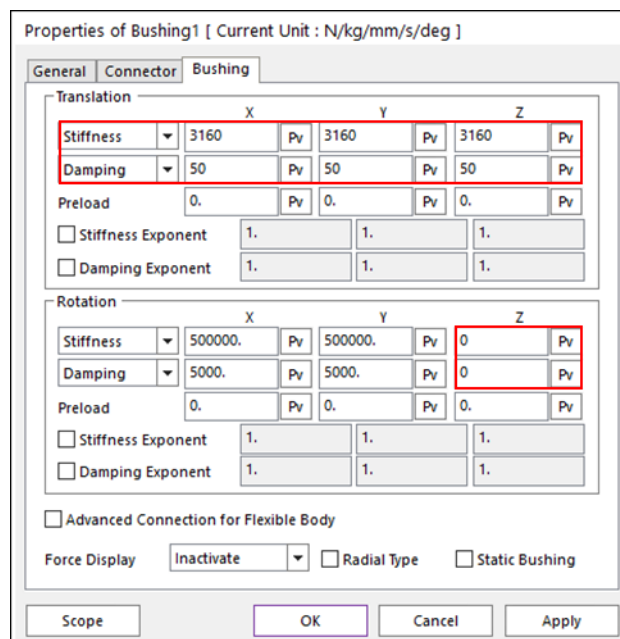 Properties of Bushing1 [ Current Unit : N/kg/mm/s/deg ]
General Connector Bushing
Translation
X Y Z
Stiffness 3160 Pv 3160 Pv 3160 Pv
Damping 50 Pv 50 Pv 50 Pv
Preload 0. Pv 0. Pv 0. Pv
Stiffness Exponent 1. 1. 1.
Damping Exponent 1. 1. 1.
Rotation
X Y Z
Stiffness 500000. Pv 500000. Pv 0 Pv
Damping 5000. Pv 5000. Pv 0 Pv
Preload 0. Pv 0. Pv 0. Pv
Stiffness Exponent 1. 1. 1.
Damping Exponent 1. 1. 1.
Advanced Connection for Flexible Body
Force Display Inactivate Radial Type Static Bushing
Scope OK Cancel Apply